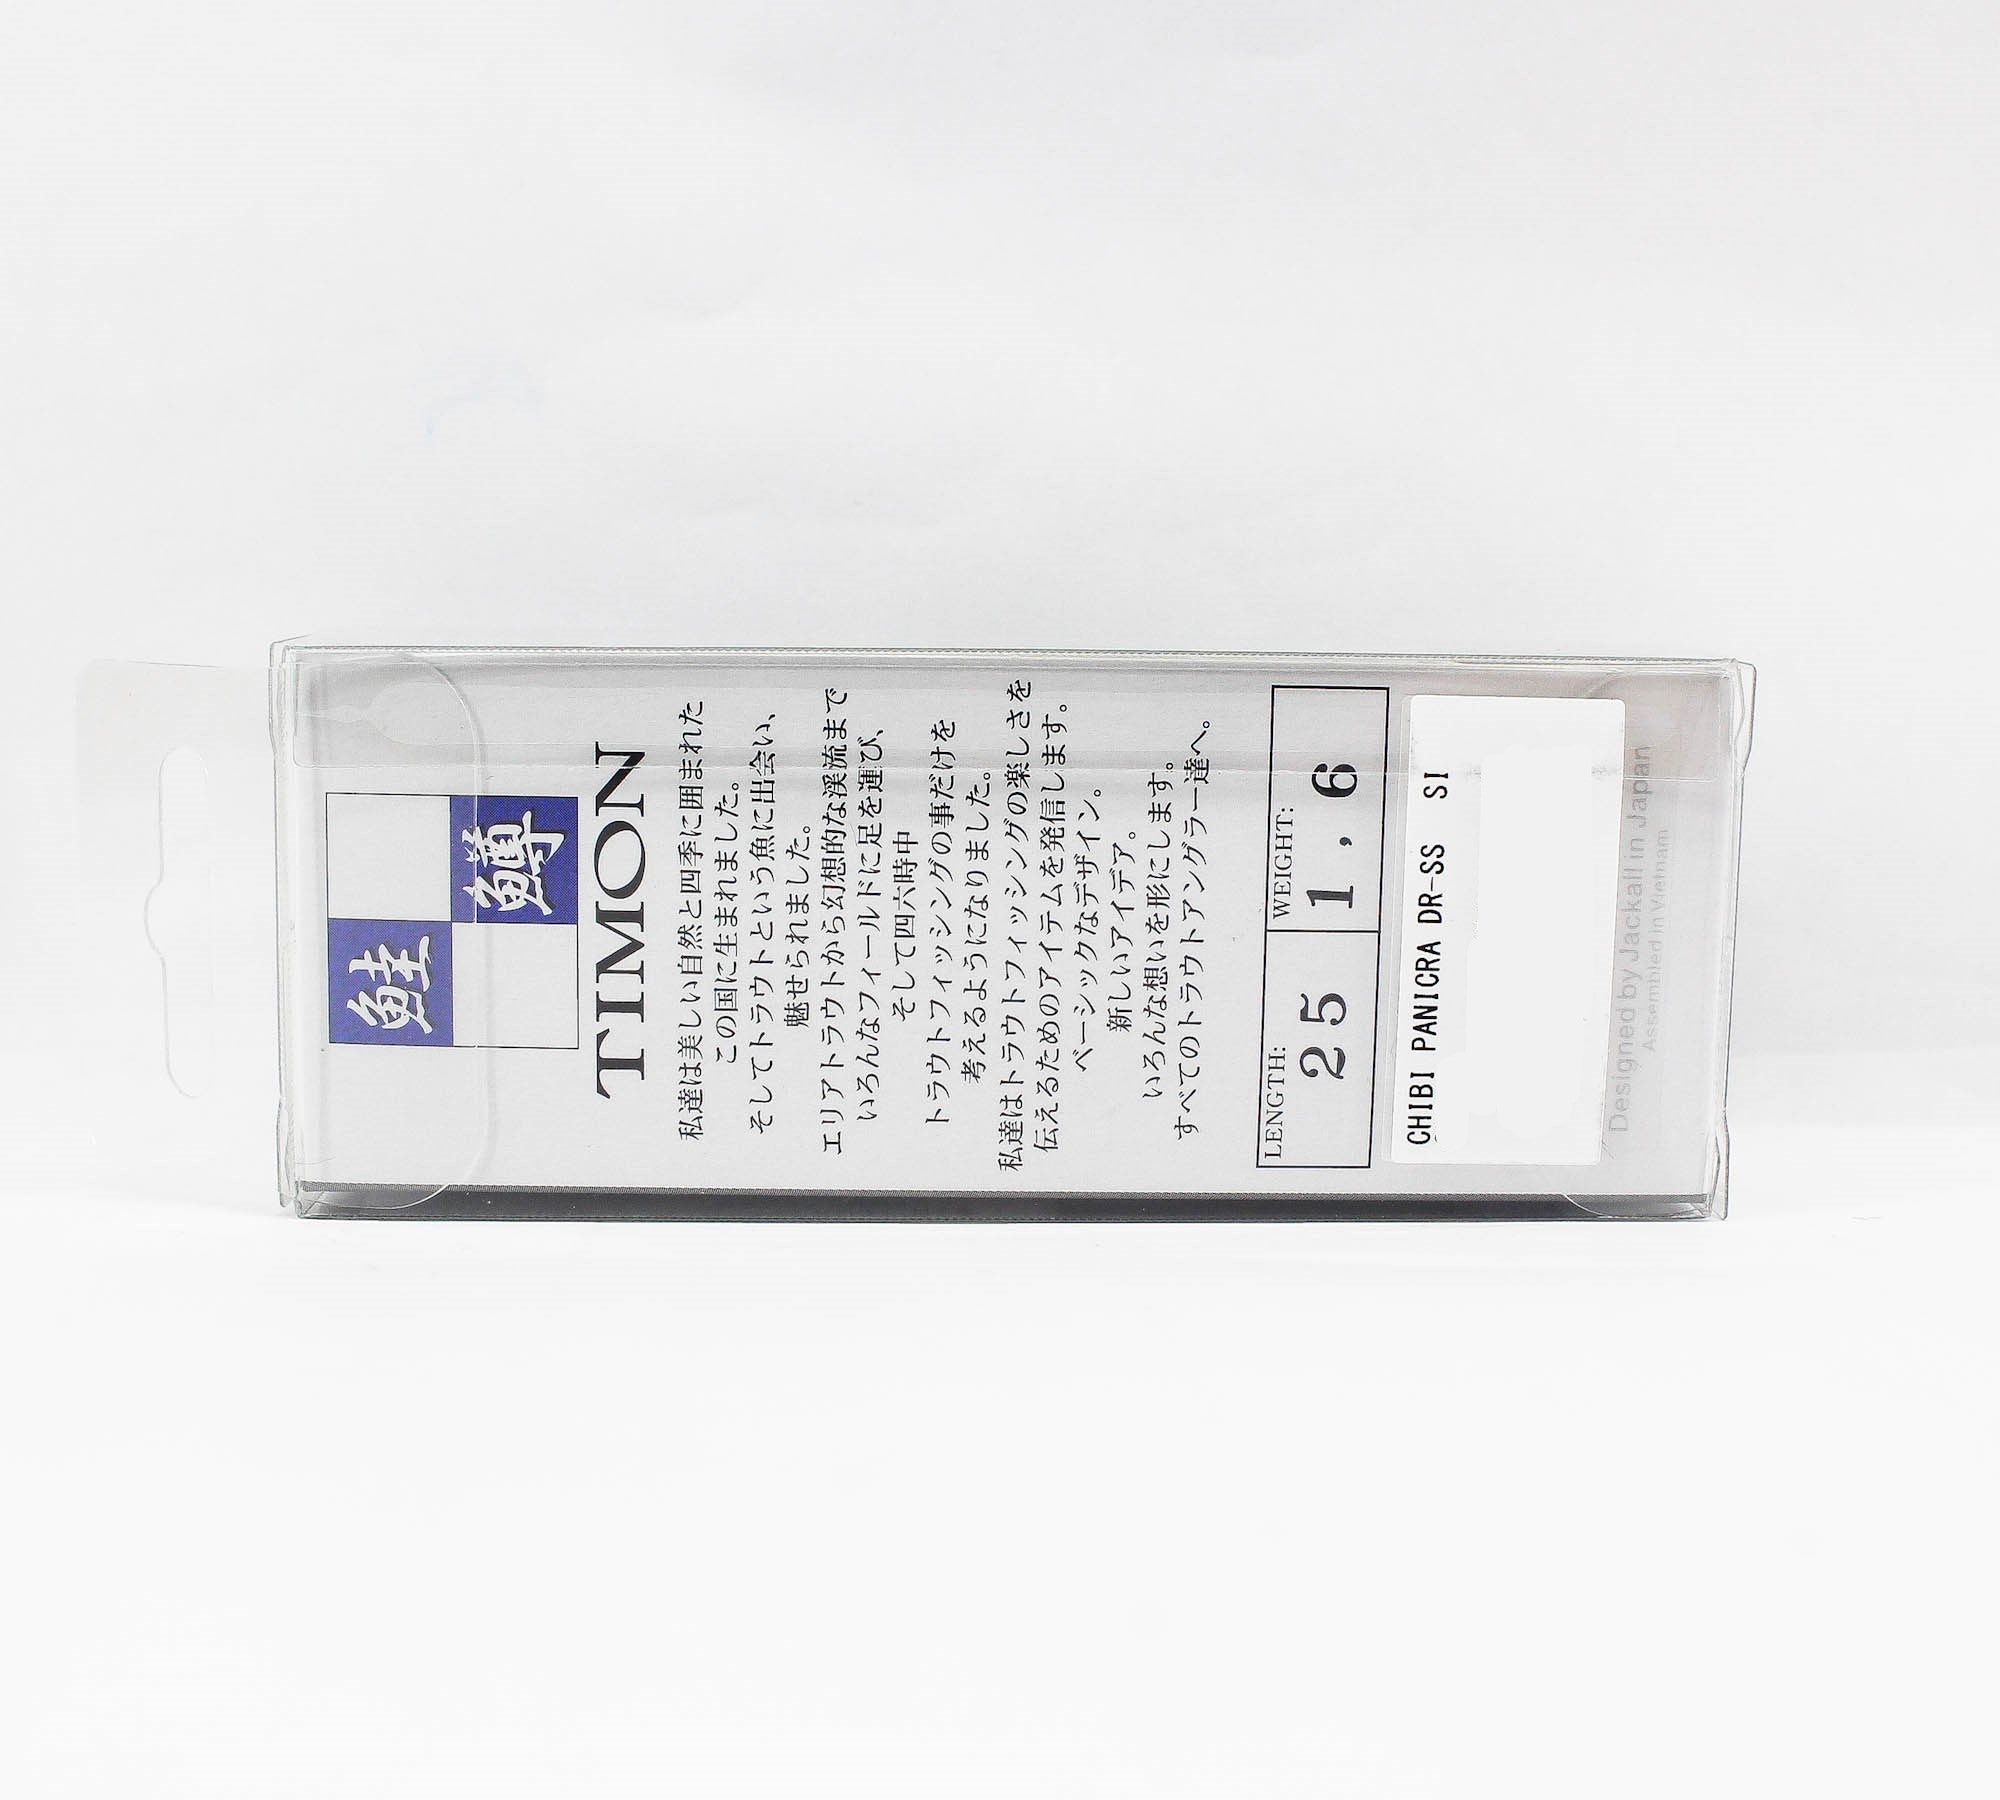 鮭
鱒
TIMON
私達は美しい自然と四季に囲まれた
この国に生まれました。
そしてトラウトという魚に出会い、
魅せられました。
エリアトラウトから幻想的な渓流まで
いろんなフィールドに足を運び、
そして四六時中
トラウトフィッシングの事だけを
考えるようになりました。
私達はトラウトフィッシングの楽しさを
伝えるためのアイテムを発信します。
ベーシックなデザイン。
新しいアイデア。
いろんな想いを形にします。
すべてのトラウトアングラー達へ。
LENGTH: WEIGHT:
25 1,6
CHIBI PANICRA DR-SS SI
Designed by Jackall in Japan
Assembled in Vietnam